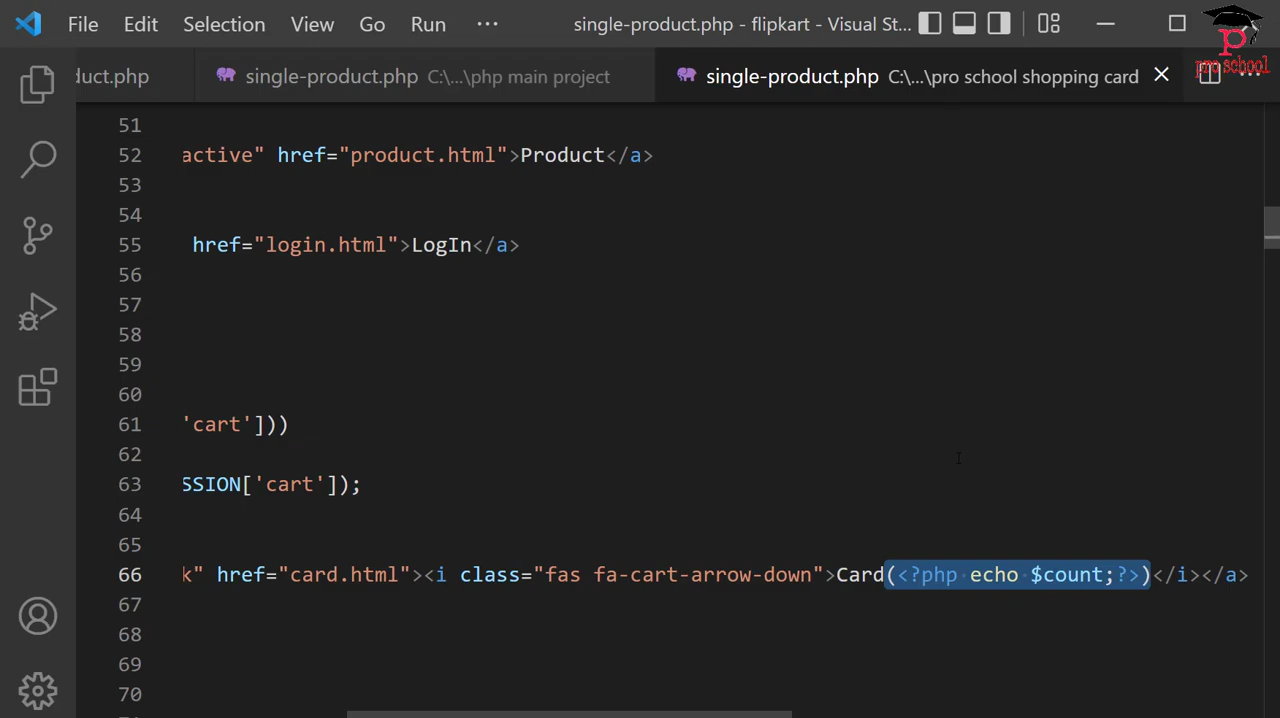 File Edit Selection View Go Run ··· single-product.php - flipkart - Visual St...
p
pro school
duct.php single-product.php C:\...\php main project single-product.php C:\...\pro school shopping card
51
52 active" href="product.html">Product</a>
53
54
55 href="login.html">LogIn</a>
56
57
58
59
60
61 'cart']))
62
63 SSION['cart']);
64
65
66 k" href="card.html"><i class="fas fa-cart-arrow-down">Card(<?php echo $count;?>)</i></a>
67
68
69
70